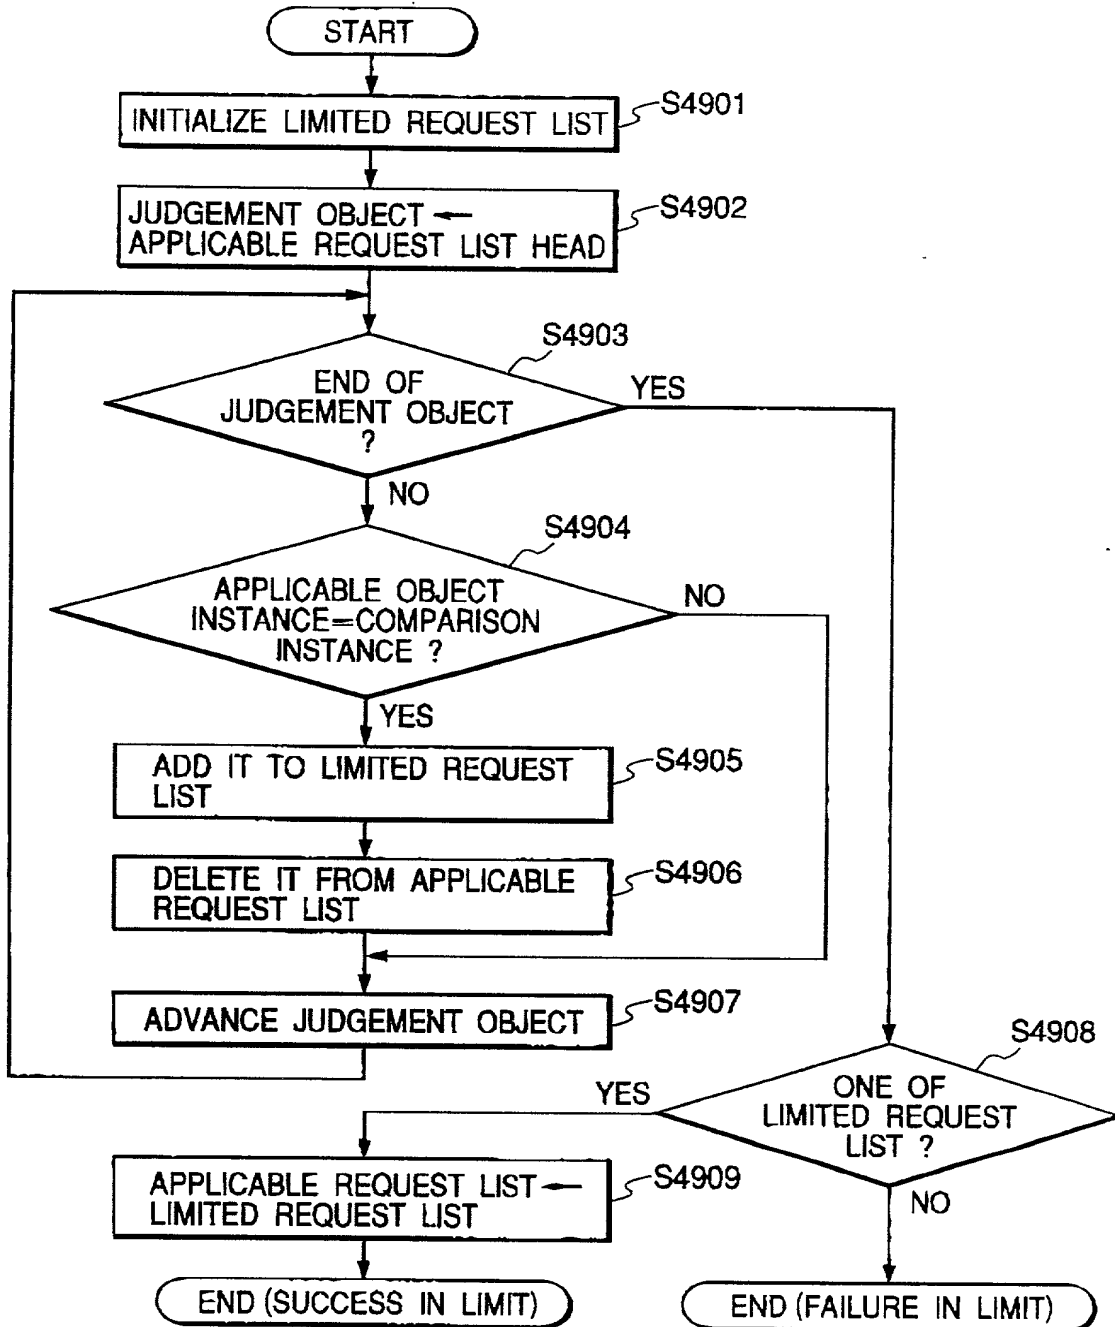 START
INITIALIZE LIMITED REQUEST LIST
S4901
JUDGEMENT OBJECT ←
APPLICABLE REQUEST LIST HEAD
S4902
S4903
END OF
JUDGEMENT OBJECT
?
YES
NO
S4904
APPLICABLE OBJECT
INSTANCE=COMPARISON
INSTANCE ?
NO
YES
ADD IT TO LIMITED REQUEST
LIST
S4905
DELETE IT FROM APPLICABLE
REQUEST LIST
S4906
ADVANCE JUDGEMENT OBJECT
S4907
S4908
ONE OF
LIMITED REQUEST
LIST ?
YES
NO
APPLICABLE REQUEST LIST ←
LIMITED REQUEST LIST
S4909
END (SUCCESS IN LIMIT)
END (FAILURE IN LIMIT)